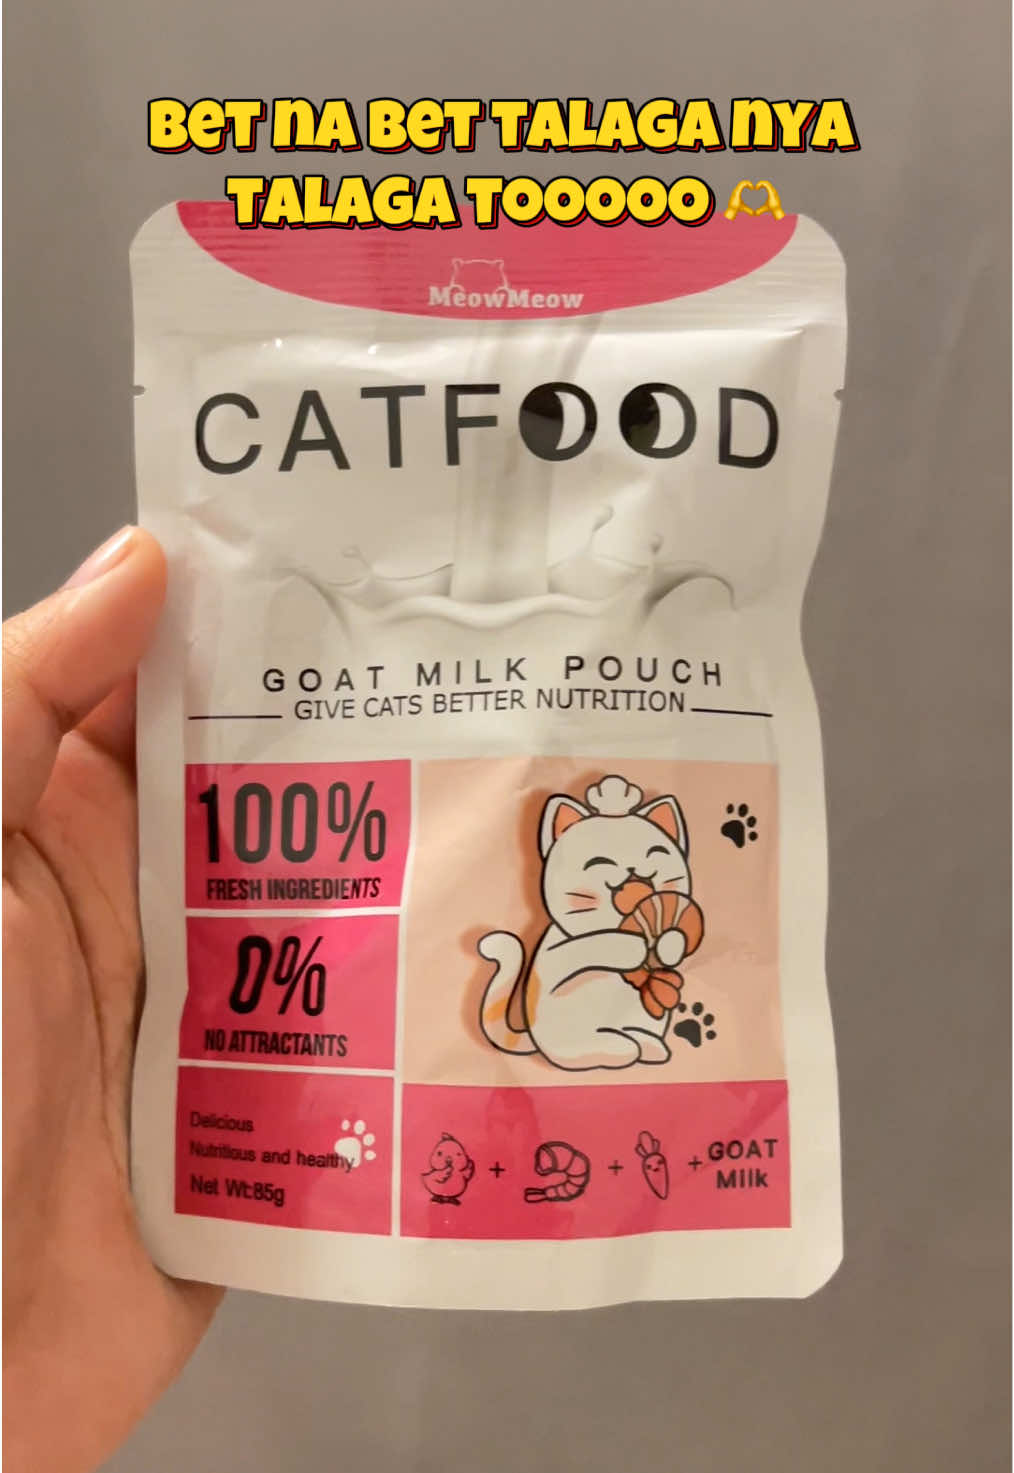 BET NA BET TALAGA NYA
TALAGA TOOOOO 🫶
MeowMeow
CATFOOD
GOAT MILK POUCH
GIVE CATS BETTER NUTRITION
100%
FRESH INGREDIENTS
0%
NO ATTRACTANTS
Delicious
Nutritious and healthy
Net Wt:85g
+ + + GOAT
Milk